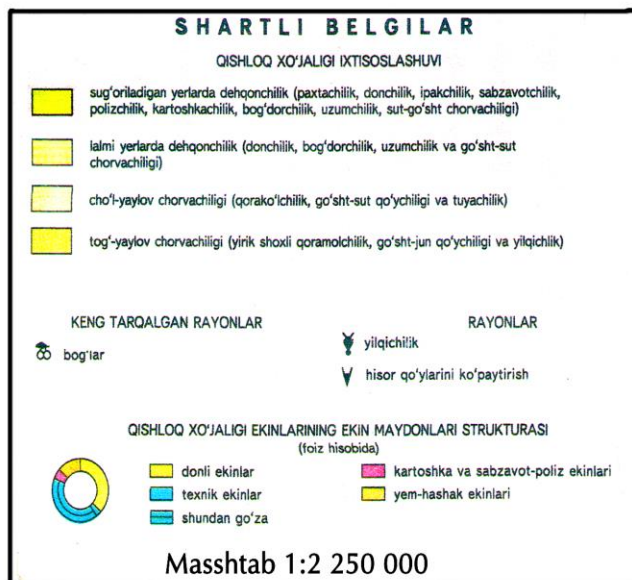 SHARTLI BELGILAR
QISHLOQ XO'JALIGI IXTISOSLASHUVI
sug'oriladigan yerlarda dehqonchilik (paxtachilik, donchilik, ipakchilik, sabzavotchilik,
polizchilik, kartoshkachilik, bog'dorchilik, uzumchilik, sut-go'sht chorvachiligi)
lalmi yerlarda dehqonchilik (donchilik, bog'dorchilik, uzumchilik va go'sht-sut
chorvachiligi)
cho'l-yaylov chorvachiligi (qorako'lchilik, go'sht-sut qo'ychiligi va tuyachilik)
tog'-yaylov chorvachiligi (yirik shoxli qoramolchilik, go'sht-jun qo'ychiligi va yilqichlik)
KENG TARQALGAN RAYONLAR
bog'lar
RAYONLAR
yilqichilik
hisor qo'ylarini ko'paytirish
QISHLOQ XO'JALIGI EKINLARINING EKIN MAYDONLARI STRUKTURASI
(foiz hisobida)
donli ekinlar
texnik ekinlar
shundan go'za
kartoshka va sabzavot-poliz ekinlari
yem-hashak ekinlari
Masshtab 1:2 250 000